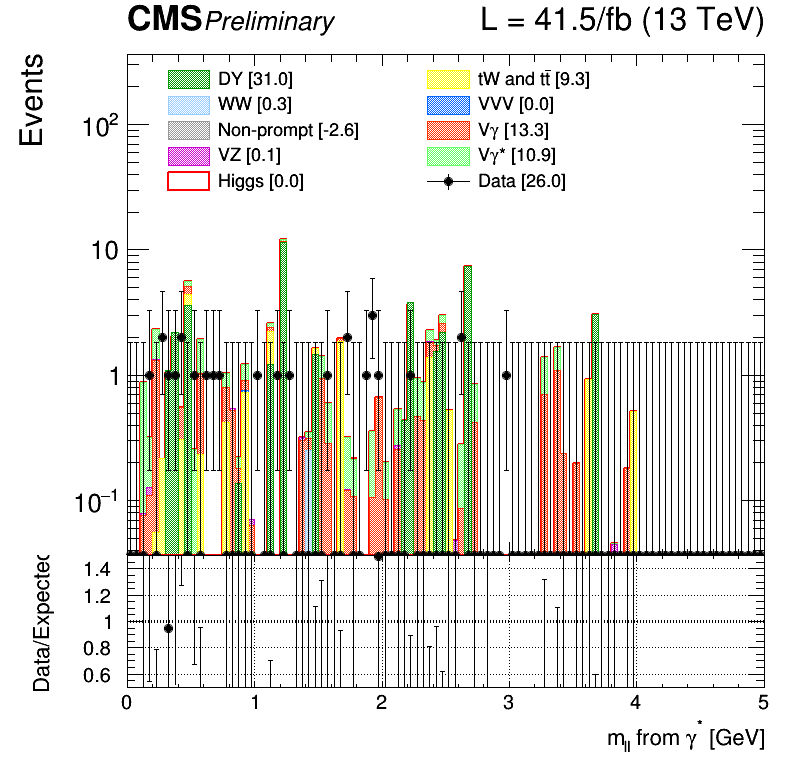 CMS Preliminary L = 41.5/fb (13 TeV)
Events
DY [31.0]
WW [0.3]
Non-prompt [-2.6]
VZ [0.1]
Higgs [0.0]
tW and tt̄ [9.3]
VVV [0.0]
Vγ [13.3]
Vγ* [10.9]
Data [26.0]
10²
10
1
10⁻¹
Data/Expected
1.4
1.2
1
0.8
0.6
0 1 2 3 4 5
m_ll from γ* [GeV]